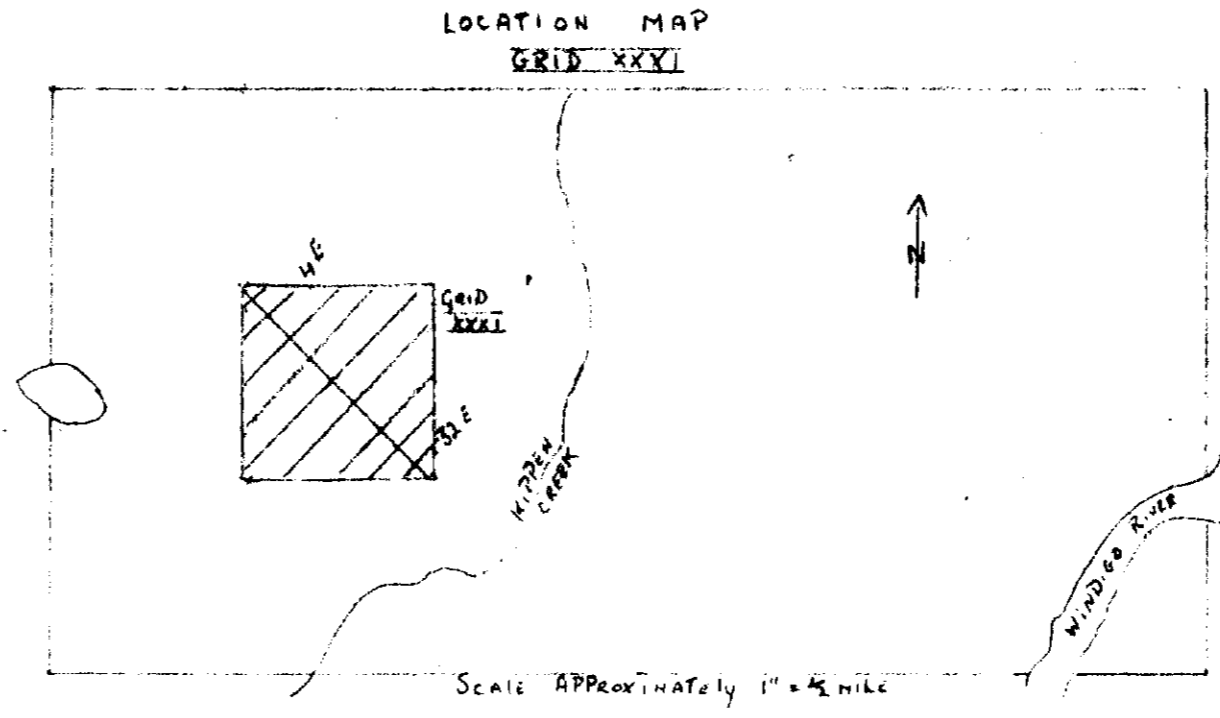 LOCATION MAP
GRID XXXI
N
4E
GRID
XXXI
32E
KIPPEN
CREEK
WINDIGO RIVER
SCALE APPROXIMATELY 1" = ½ MILE